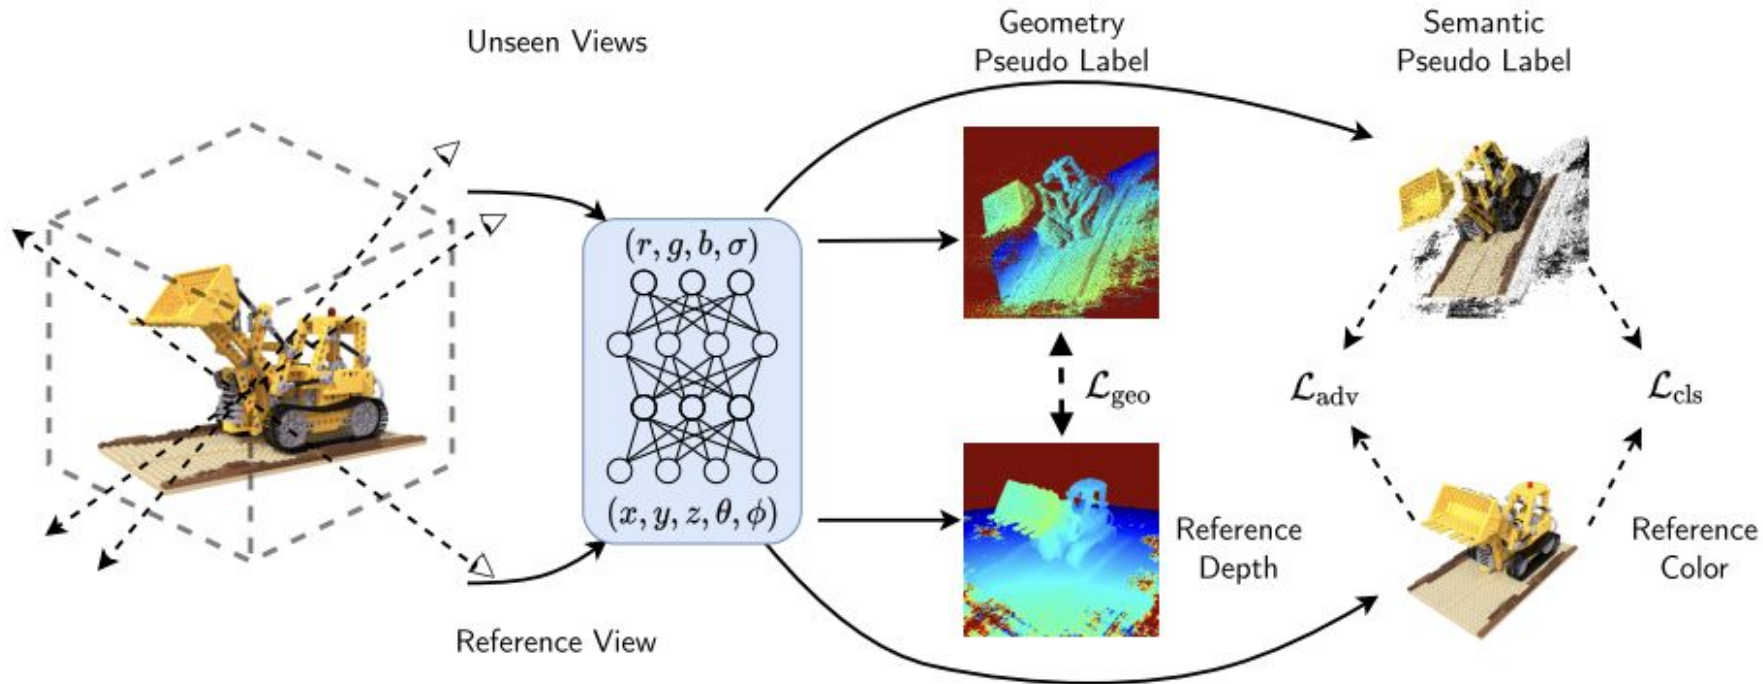 Unseen Views
Geometry
Pseudo Label
Semantic
Pseudo Label
(r, g, b, σ)
(x, y, z, θ, ϕ)
ℒgeo
ℒadv
ℒcls
Reference
Depth
Reference
Color
Reference View